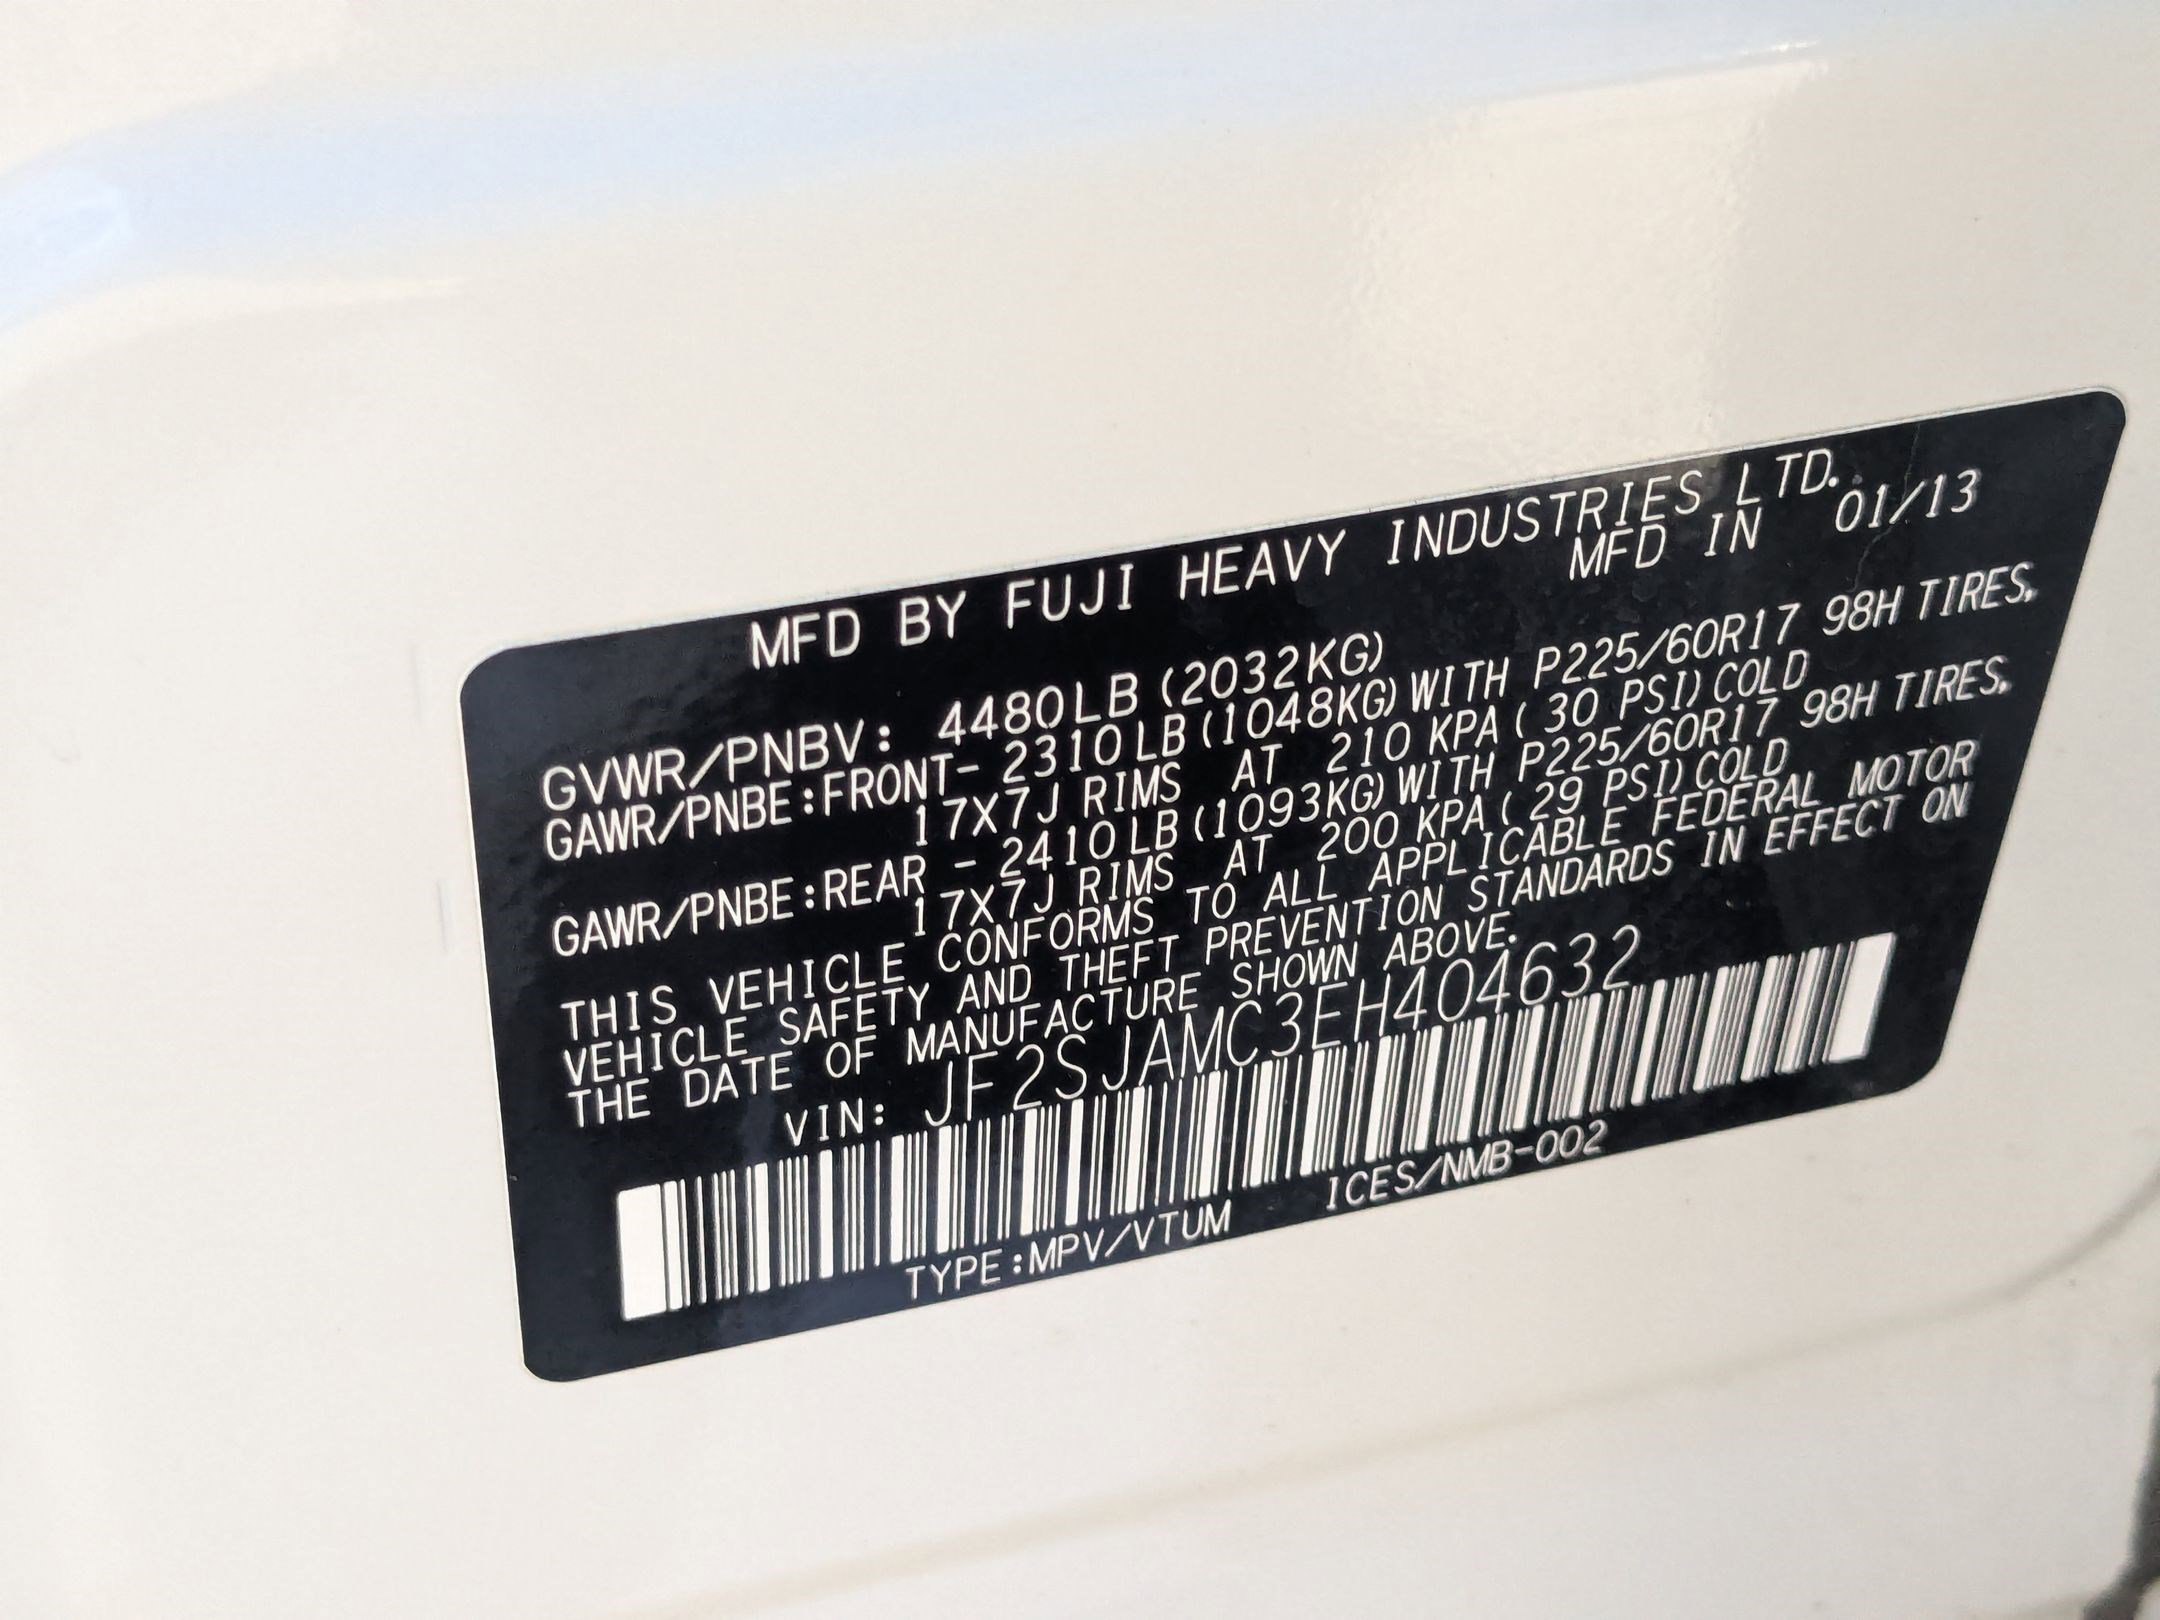 MFD BY FUJI HEAVY INDUSTRIES LTD.
MFD IN 01/13
GVWR/PNBV: 4480LB (2032KG)
GAWR/PNBE:FRONT- 2310LB (1048KG) WITH P225/60R17 98H TIRES,
17X7J RIMS AT 210 KPA ( 30 PSI) COLD
GAWR/PNBE:REAR - 2410LB (1093KG) WITH P225/60R17 98H TIRES,
17X7J RIMS AT 200 KPA ( 29 PSI) COLD
THIS VEHICLE CONFORMS TO ALL APPLICABLE FEDERAL MOTOR
VEHICLE SAFETY AND THEFT PREVENTION STANDARDS IN EFFECT ON
THE DATE OF MANUFACTURE SHOWN ABOVE.
VIN: JF2SJAMC3EH404632
TYPE:MPV/VTUM ICES/NMB-002